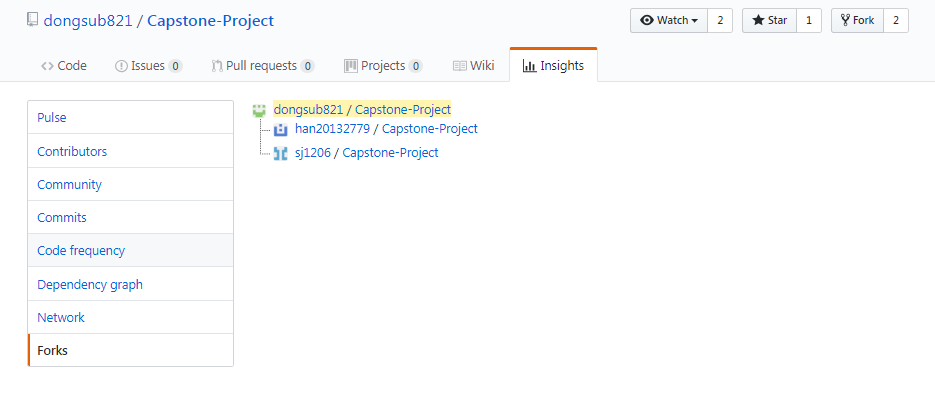 dongsub821 / Capstone-Project
Watch 2 Star 1 Fork 2
Code Issues 0 Pull requests 0 Projects 0 Wiki Insights
Pulse
Contributors
Community
Commits
Code frequency
Dependency graph
Network
Forks
dongsub821 / Capstone-Project
han20132779 / Capstone-Project
sj1206 / Capstone-Project